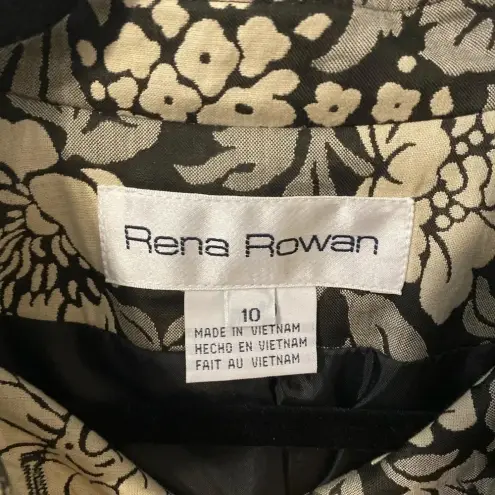 Rena Rowan
10
MADE IN VIETNAM
HECHO EN VIETNAM
FAIT AU VIETNAM